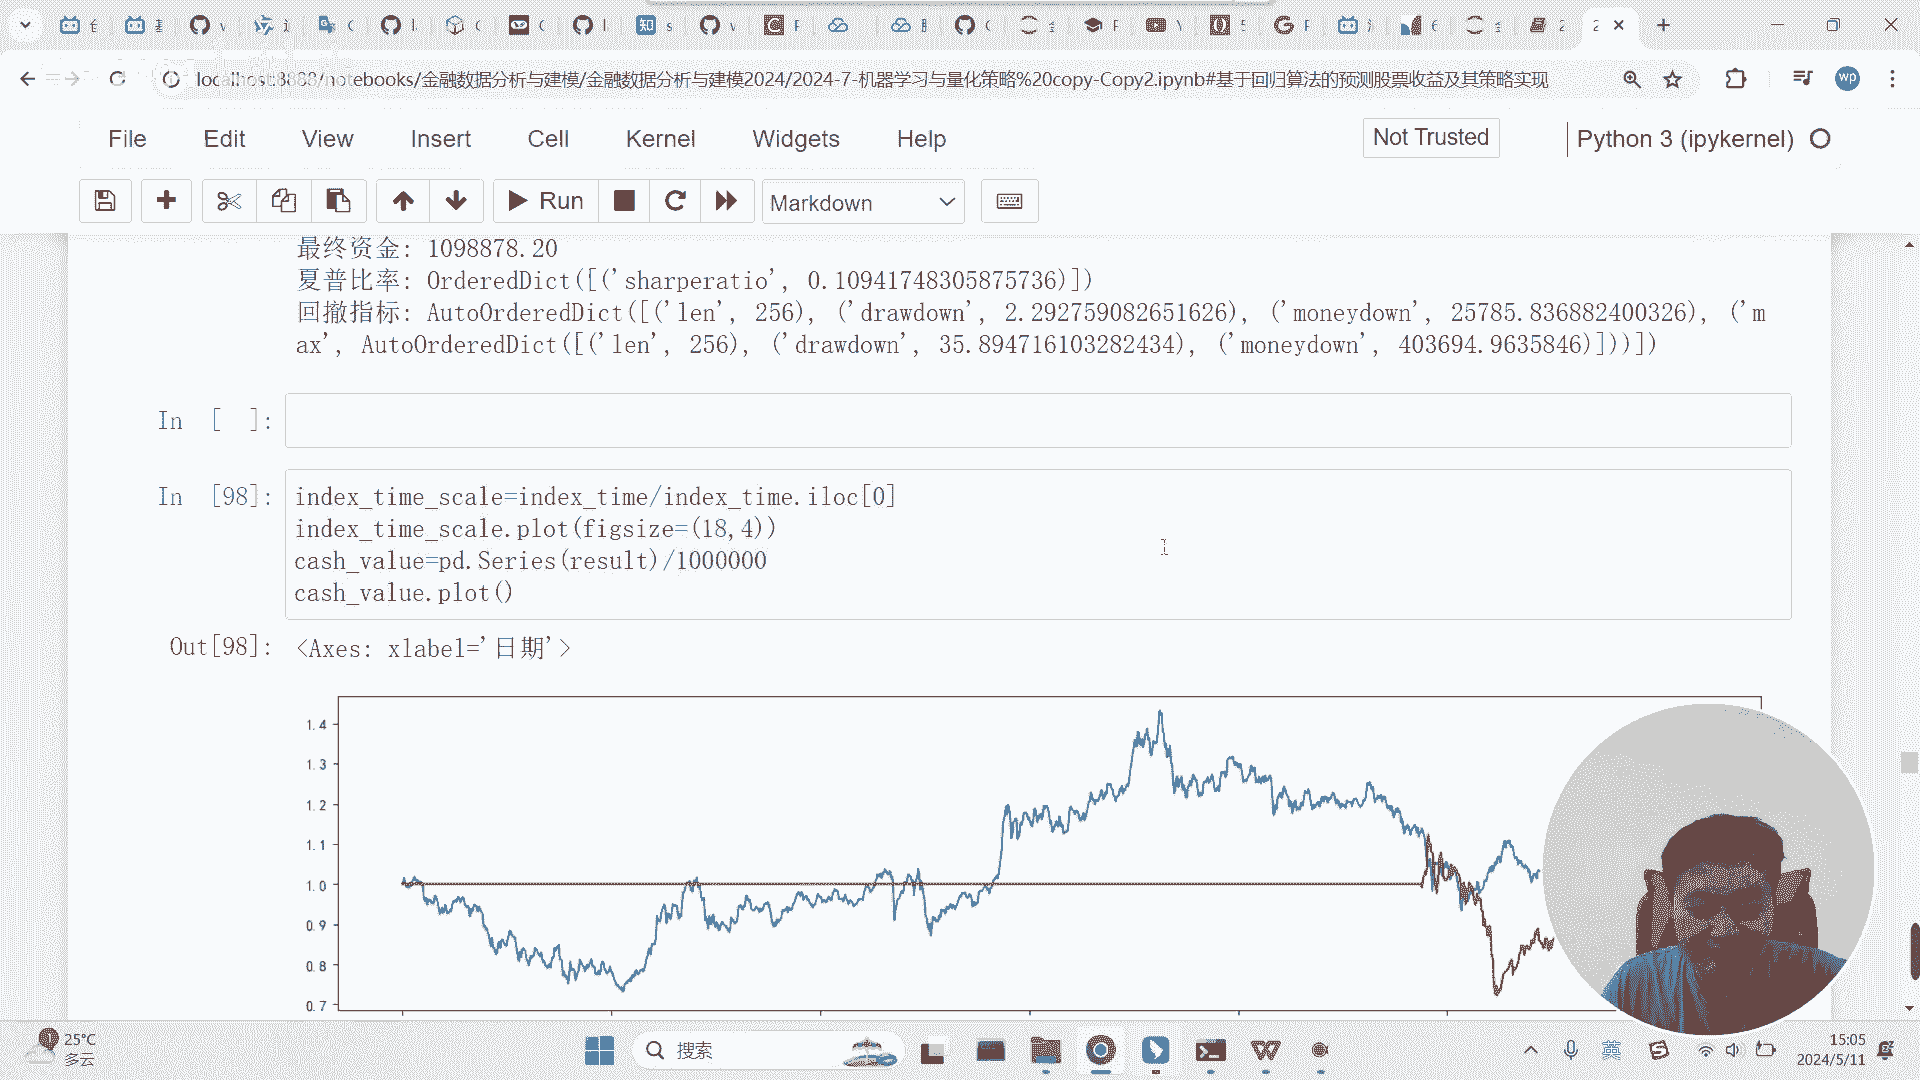 localhost:8888/notebooks/金融数据分析与建模/金融数据分析与建模2024/2024-7-机器学习与量化策略%20copy-Copy2.ipynb#基于回归算法的预测股票收益及其策略实现
wp
File Edit View Insert Cell Kernel Widgets Help
Not Trusted
Python 3 (ipykernel)
Run
Markdown
最终资金: 1098878.20
夏普比率: OrderedDict([('sharperatio', 0.10941748305875736)])
回撤指标: AutoOrderedDict([('len', 256), ('drawdown', 2.292759082651626), ('moneydown', 25785.836882400326), ('m
ax', AutoOrderedDict([('len', 256), ('drawdown', 35.894716103282434), ('moneydown', 403694.9635846)]))])
In [ ]:
In [98]:
index_time_scale=index_time/index_time.iloc[0]
index_time_scale.plot(figsize=(18,4))
cash_value=pd.Series(result)/1000000
cash_value.plot()
Out[98]: <Axes: xlabel='日期'>
1.4
1.3
1.2
1.1
1.0
0.9
0.8
0.7
25°C
多云
搜索
英
15:05
2024/5/11